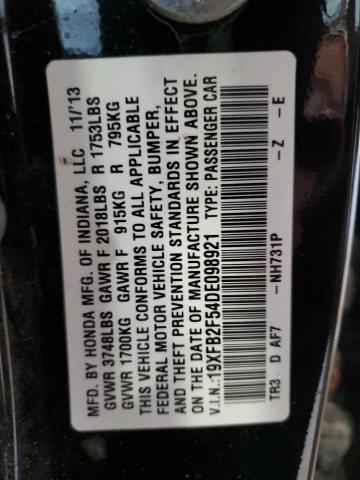 MFD. BY HONDA MFG. OF INDIANA, LLC 11/'13
GVWR 3748LBS GAWR F 2018LBS R 1753LBS
GVWR 1700KG GAWR F 915KG R 795KG
THIS VEHICLE CONFORMS TO ALL APPLICABLE
FEDERAL MOTOR VEHICLE SAFETY, BUMPER,
AND THEFT PREVENTION STANDARDS IN EFFECT
ON THE DATE OF MANUFACTURE SHOWN ABOVE.
V.I.N.:19XFB2F54DE098921 TYPE: PASSENGER CAR
TR3 D AF7 -NH731P -Z -E